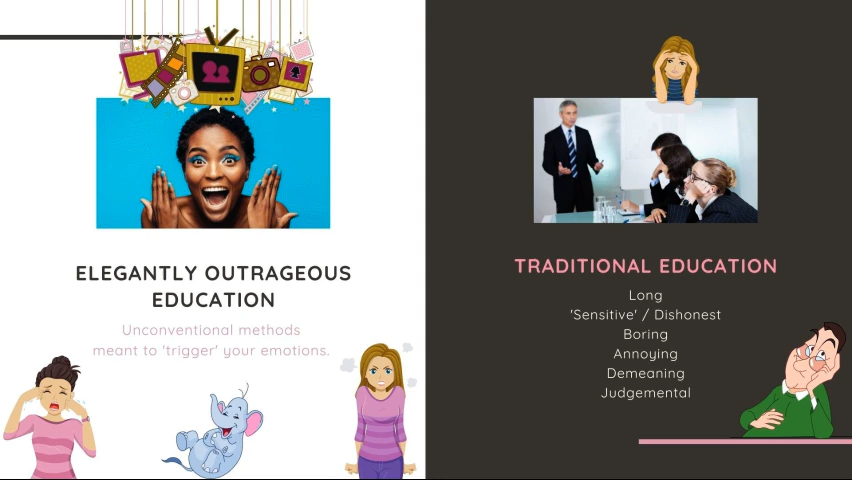 ELEGANTLY OUTRAGEOUS
EDUCATION
Unconventional methods
meant to 'trigger' your emotions.
TRADITIONAL EDUCATION
Long
'Sensitive' / Dishonest
Boring
Annoying
Demeaning
Judgemental